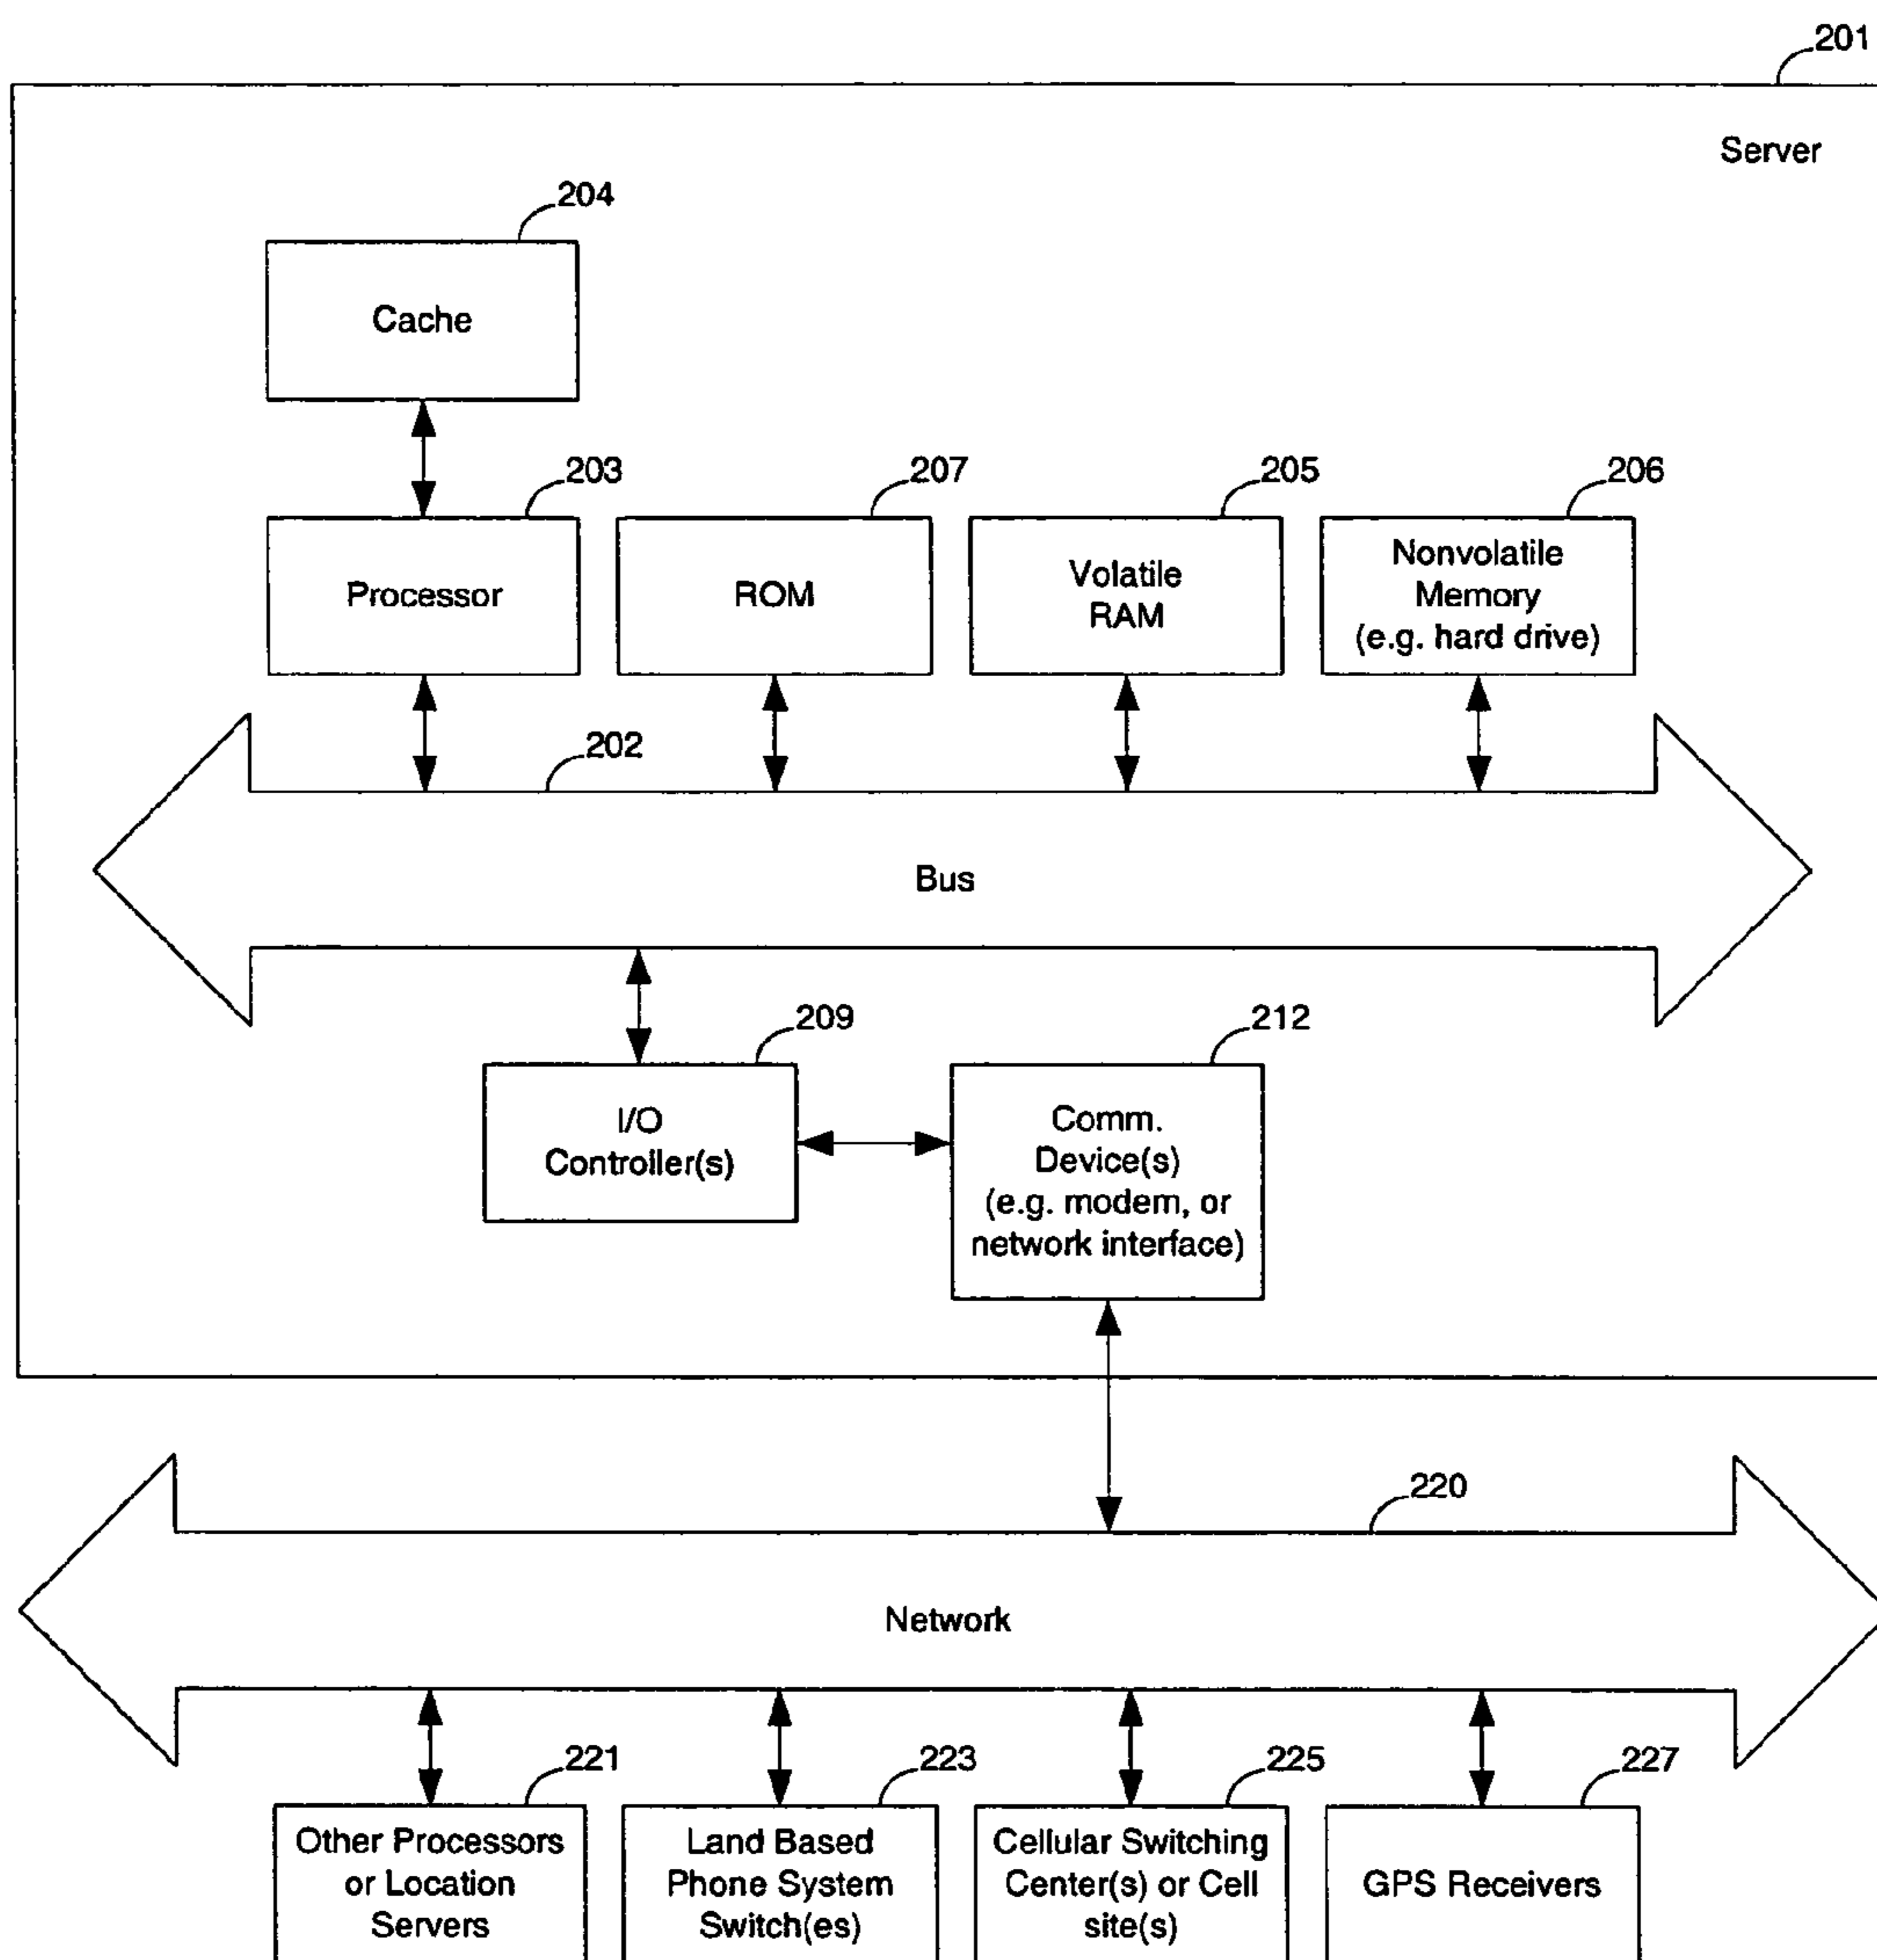 201
Server
204
Cache
203
207
205
206
Processor
ROM
Volatile
RAM
Nonvolatile
Memory
(e.g. hard drive)
202
Bus
209
212
I/O
Controller(s)
Comm.
Device(s)
(e.g. modem, or
network interface)
220
Network
221
223
225
227
Other Processors
or Location
Servers
Land Based
Phone System
Switch(es)
Cellular Switching
Center(s) or Cell
site(s)
GPS Receivers